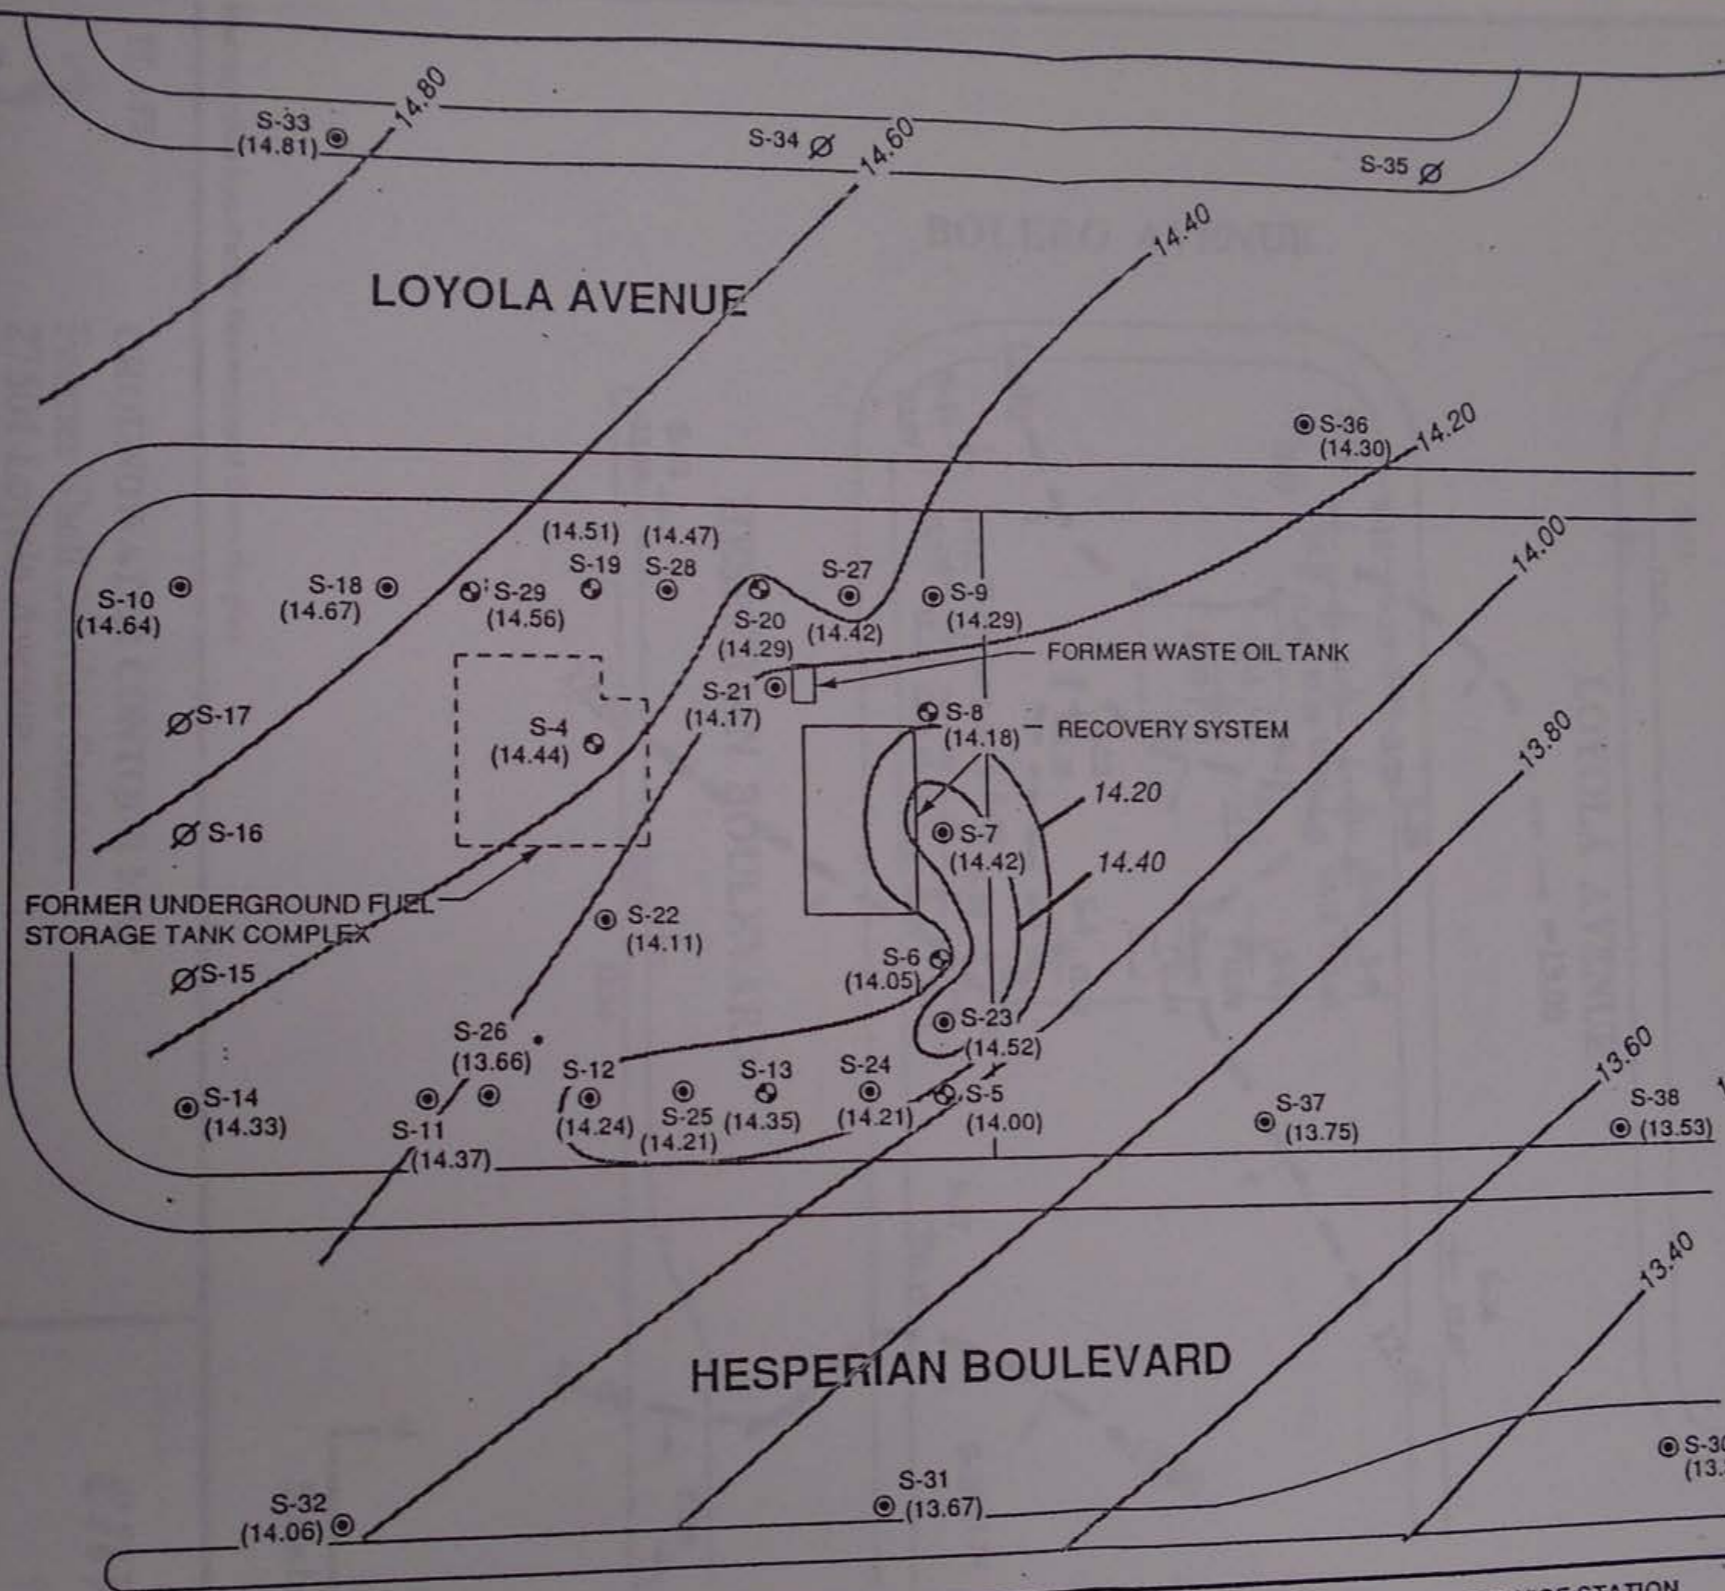 14.80
S-33
(14.81)
S-34
14.60
S-35
14.40
LOYOLA AVENUE
S-36
(14.30)
14.20
14.00
(14.51)
(14.47)
S-10
(14.64)
S-18
(14.67)
S-29
(14.56)
S-19
S-28
S-20
(14.29)
S-27
(14.42)
S-9
(14.29)
FORMER WASTE OIL TANK
S-21
(14.17)
S-17
S-4
(14.44)
S-8
(14.18)
RECOVERY SYSTEM
13.80
14.20
S-16
S-7
(14.42)
14.40
FORMER UNDERGROUND FUEL
STORAGE TANK COMPLEX
S-22
(14.11)
S-6
(14.05)
S-15
S-26
(13.66)
S-23
(14.52)
13.60
S-14
(14.33)
S-11
(14.37)
S-12
(14.24)
S-25
(14.21)
S-13
(14.35)
S-24
(14.21)
S-5
(14.00)
S-37
(13.75)
S-38
(13.53)
13.40
HESPERIAN BOULEVARD
S-32
(14.06)
S-31
(13.67)
STATION